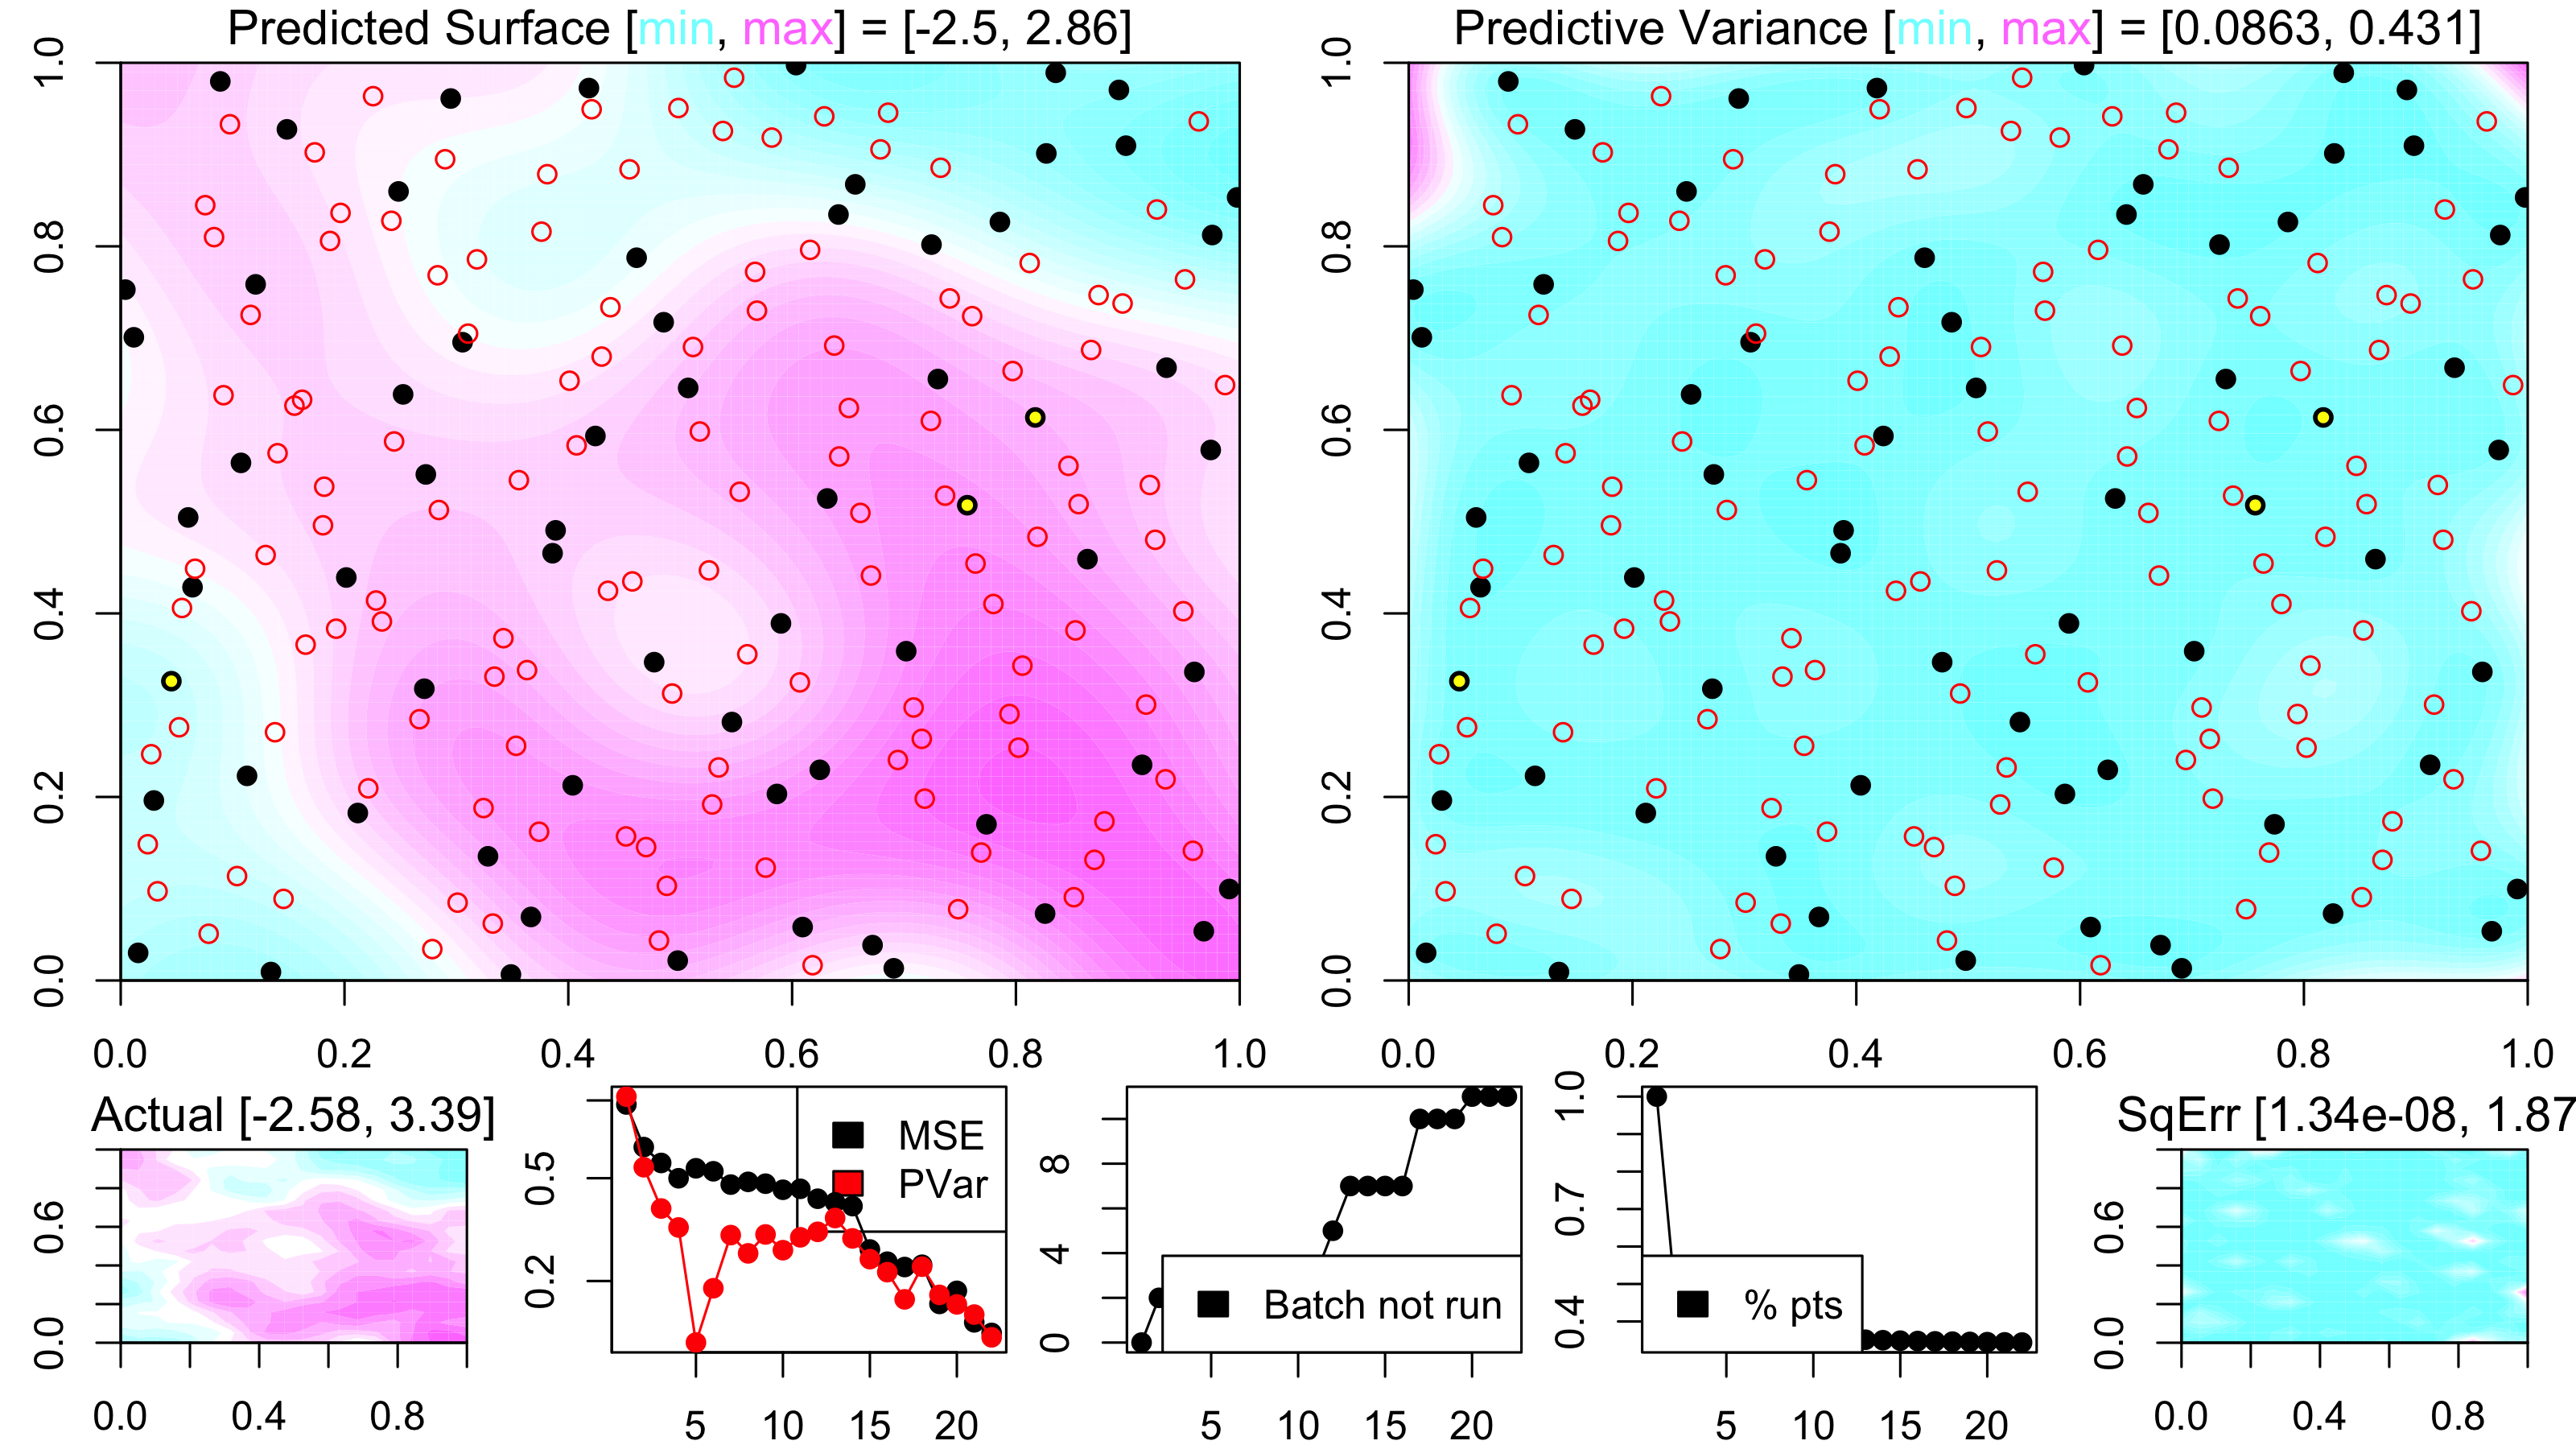 Predicted Surface [min, max] = [-2.5, 2.86]
Predictive Variance [min, max] = [0.0863, 0.431]
1.0
0.8
0.6
0.4
0.2
0.0
0.0 0.2 0.4 0.6 0.8 1.0
1.0
0.8
0.6
0.4
0.2
0.0
0.0 0.2 0.4 0.6 0.8 1.0
Actual [-2.58, 3.39]
0.6
0.0
0.0 0.4 0.8
MSE
PVar
0.5
0.2
5 10 15 20
8
4
0
Batch not run
5 10 15 20
1.0
0.7
0.4
% pts
5 10 15 20
SqErr [1.34e-08, 1.87
0.6
0.0
0.0 0.4 0.8